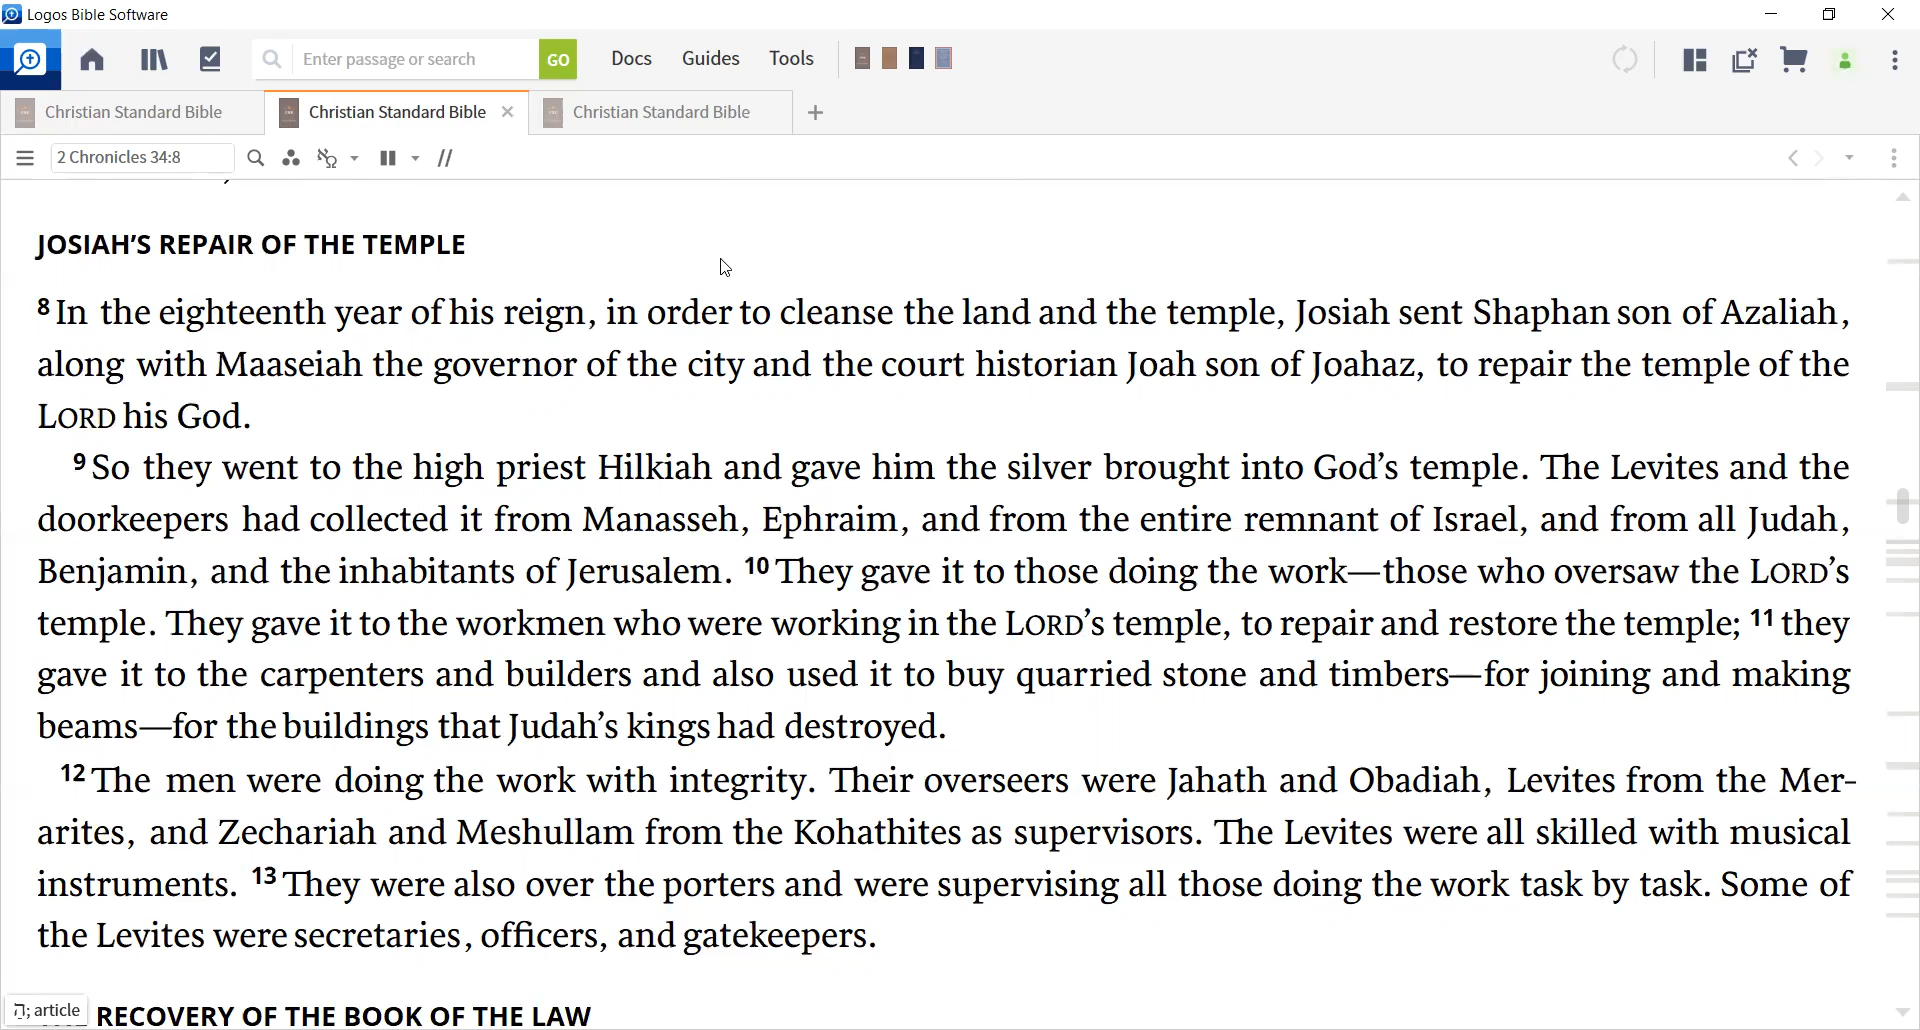 Logos Bible Software
Enter passage or search
GO
Docs
Guides
Tools
Christian Standard Bible
Christian Standard Bible
Christian Standard Bible
2 Chronicles 34:8
JOSIAH’S REPAIR OF THE TEMPLE
8 In the eighteenth year of his reign, in order to cleanse the land and the temple, Josiah sent Shaphan son of Azaliah,
along with Maaseiah the governor of the city and the court historian Joah son of Joahaz, to repair the temple of the
LORD his God.
9 So they went to the high priest Hilkiah and gave him the silver brought into God’s temple. The Levites and the
doorkeepers had collected it from Manasseh, Ephraim, and from the entire remnant of Israel, and from all Judah,
Benjamin, and the inhabitants of Jerusalem. 10 They gave it to those doing the work—those who oversaw the LORD’s
temple. They gave it to the workmen who were working in the LORD’s temple, to repair and restore the temple; 11 they
gave it to the carpenters and builders and also used it to buy quarried stone and timbers—for joining and making
beams—for the buildings that Judah’s kings had destroyed.
12 The men were doing the work with integrity. Their overseers were Jahath and Obadiah, Levites from the Mer-
arites, and Zechariah and Meshullam from the Kohathites as supervisors. The Levites were all skilled with musical
instruments. 13 They were also over the porters and were supervising all those doing the work task by task. Some of
the Levites were secretaries, officers, and gatekeepers.
RECOVERY OF THE BOOK OF THE LAW
article